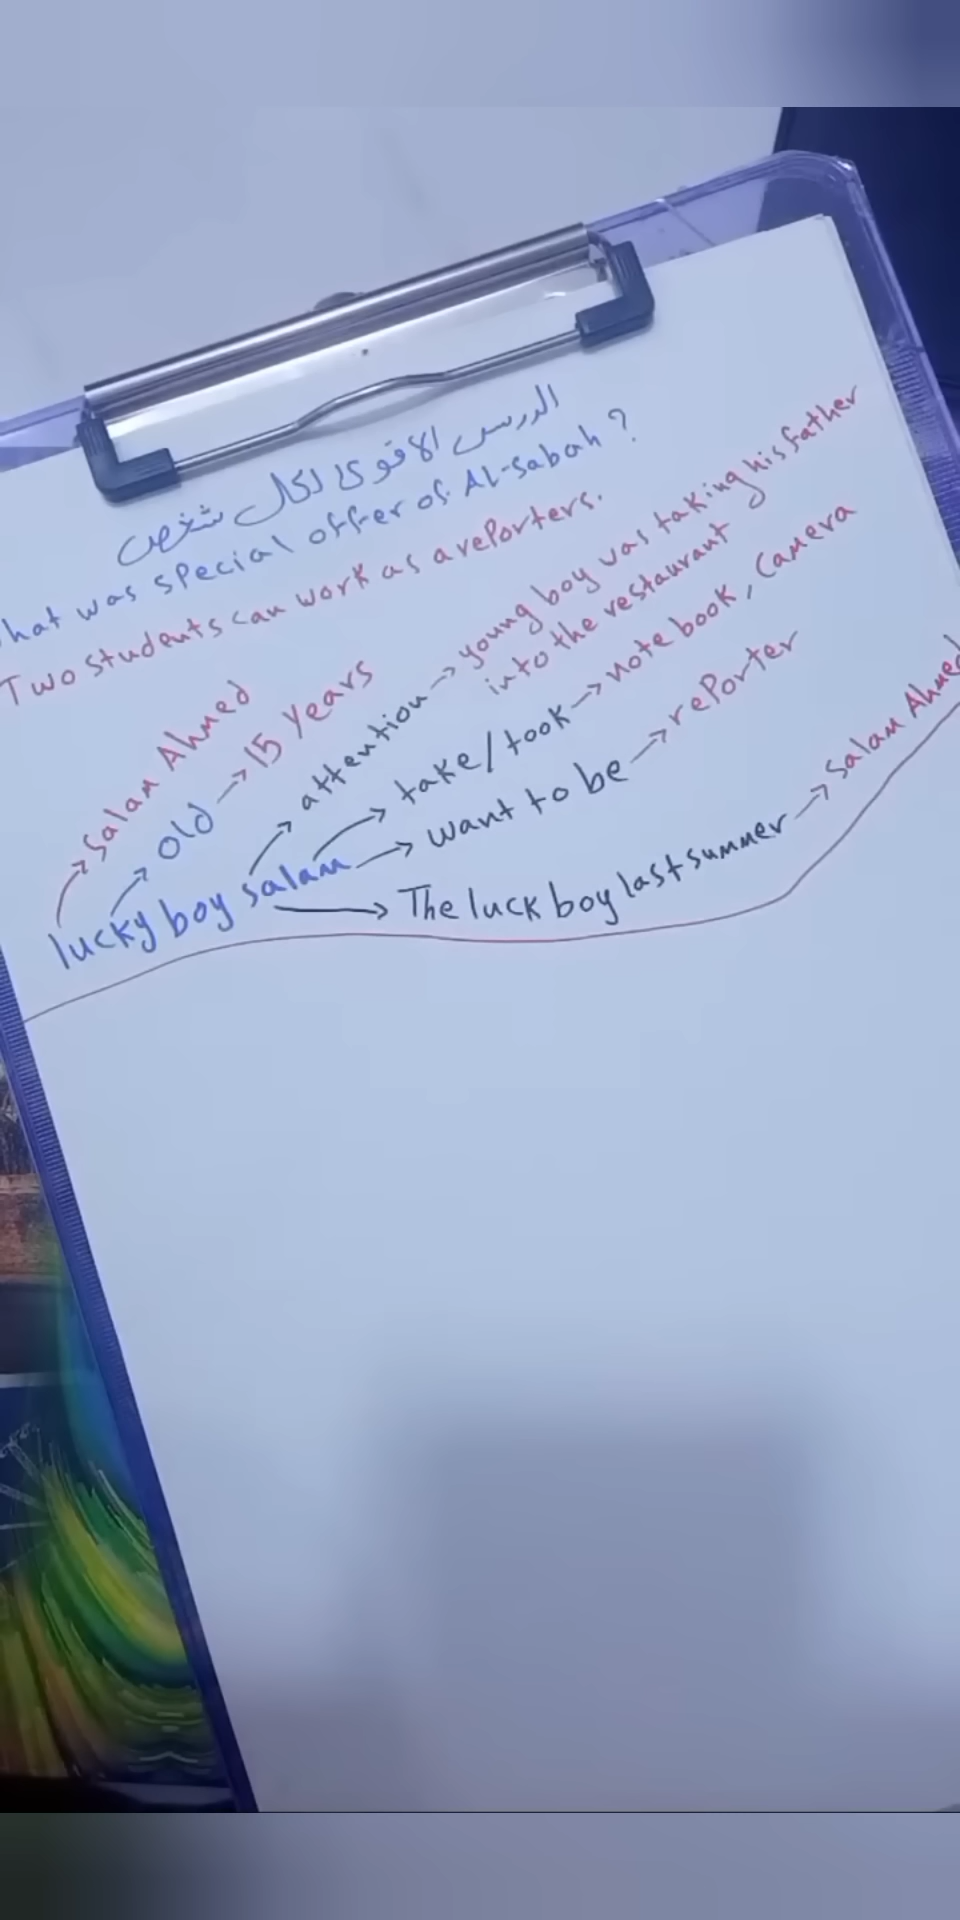 الدرس الاقوى لكل شخص
hat was special offer of AL-Sabah ?
Two students can work as a reporters.
salam Ahmed
old → 15 years
attention → young boy was taking his father
into the restaurant
take / took → note book, camera
want to be → reporter
lucky boy salam
The luck boy last summer → salam Ahmed